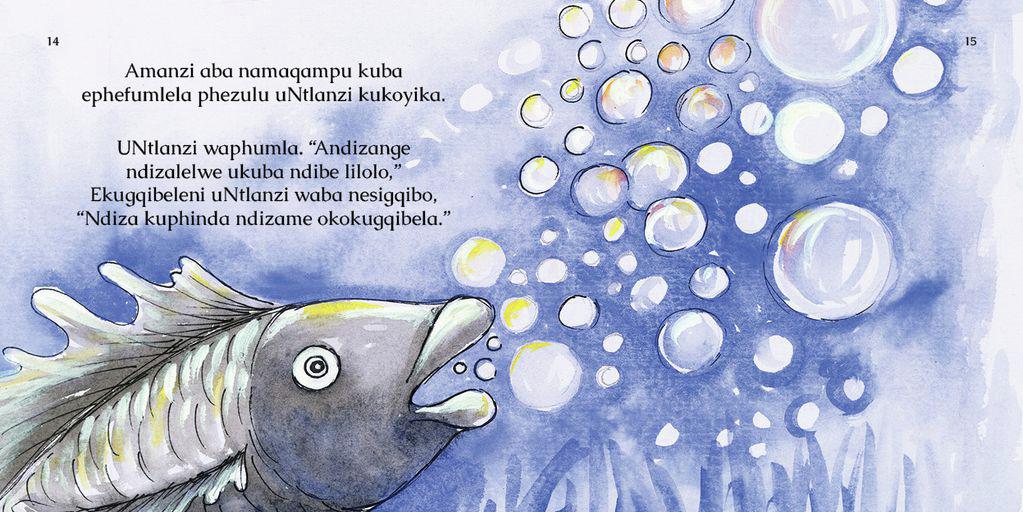 14
15
Amanzi aba namaqampu kuba
ephefumlela phezulu uNtlanzi kukoyika.
UNtlanzi waphumla. “Andizange
ndizalelwe ukuba ndibe lilolo,”
Ekugqibeleni uNtlanzi waba nesigqibo,
“Ndiza kuphinda ndizame okokugqibela.”